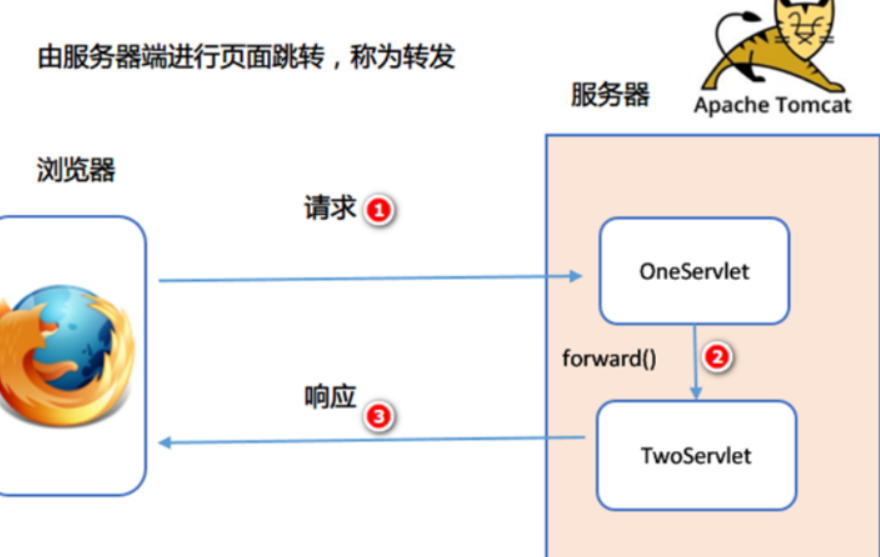 由服务器端进行页面跳转，称为转发
服务器
Apache Tomcat
浏览器
请求 1
OneServlet
forward() 2
响应 3
TwoServlet